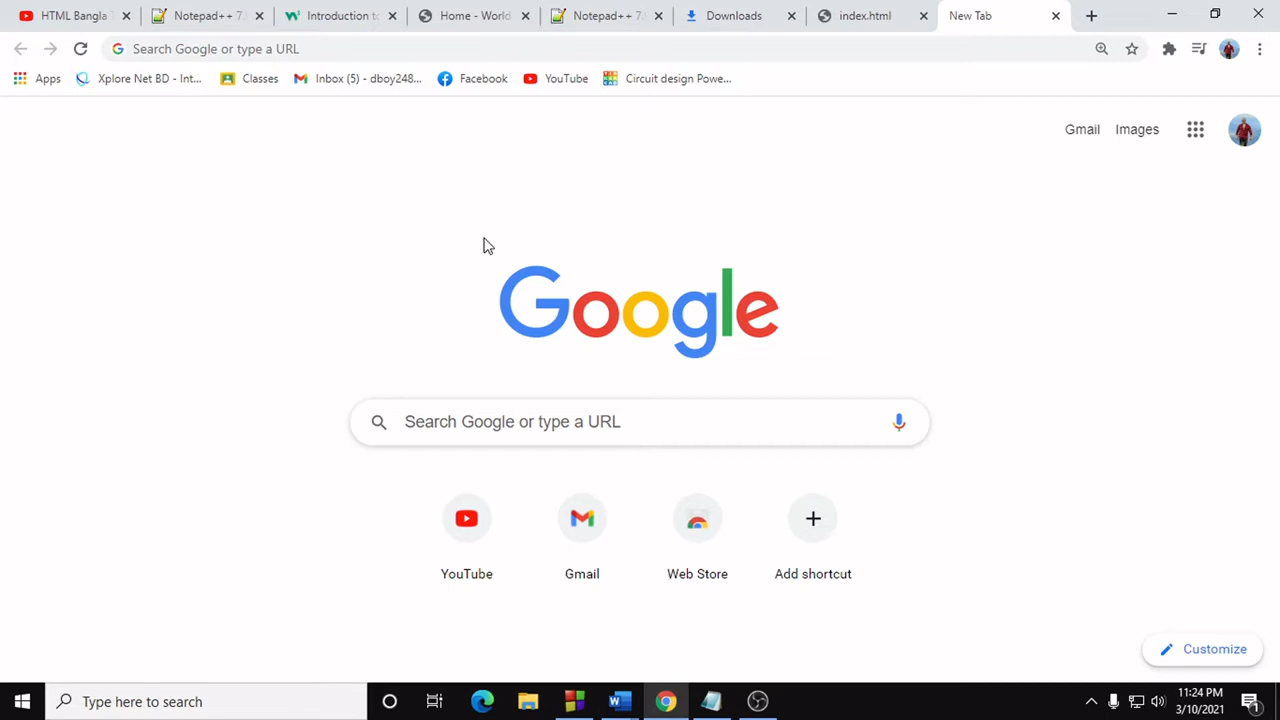 HTML Bangla T
Notepad++ 7.
Introduction to
Home - World
Notepad++ 7.
Downloads
index.html
New Tab
Search Google or type a URL
Apps
Xplore Net BD - Int...
Classes
Inbox (5) - dboy248...
Facebook
YouTube
Circuit design Powe...
Gmail
Images
Google
Search Google or type a URL
YouTube
Gmail
Web Store
Add shortcut
Customize
Type here to search
11:24 PM
3/10/2021
1